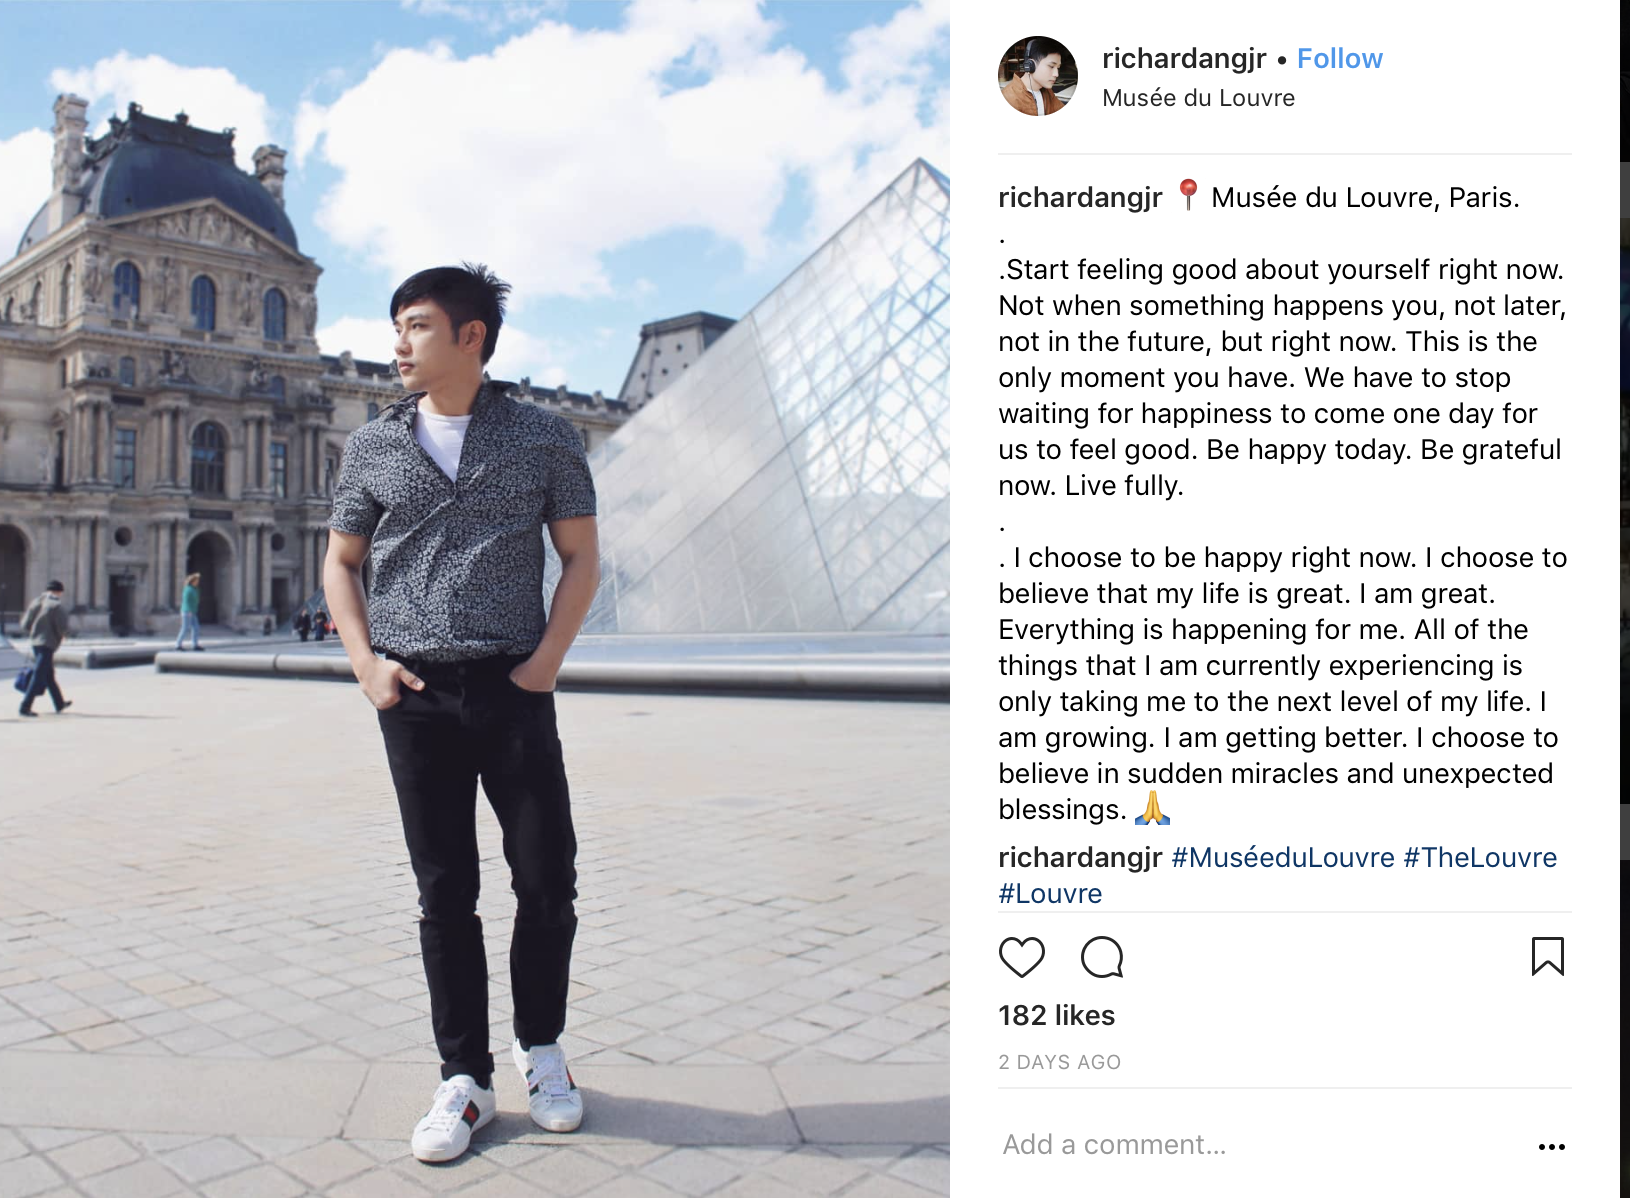 richardangjr • Follow
Musée du Louvre
richardangjr 📍 Musée du Louvre, Paris.
.
.Start feeling good about yourself right now.
Not when something happens you, not later,
not in the future, but right now. This is the
only moment you have. We have to stop
waiting for happiness to come one day for
us to feel good. Be happy today. Be grateful
now. Live fully.
.
. I choose to be happy right now. I choose to
believe that my life is great. I am great.
Everything is happening for me. All of the
things that I am currently experiencing is
only taking me to the next level of my life. I
am growing. I am getting better. I choose to
believe in sudden miracles and unexpected
blessings. 🙏
richardangjr #MuséeduLouvre #TheLouvre
#Louvre
182 likes
2 DAYS AGO
Add a comment...